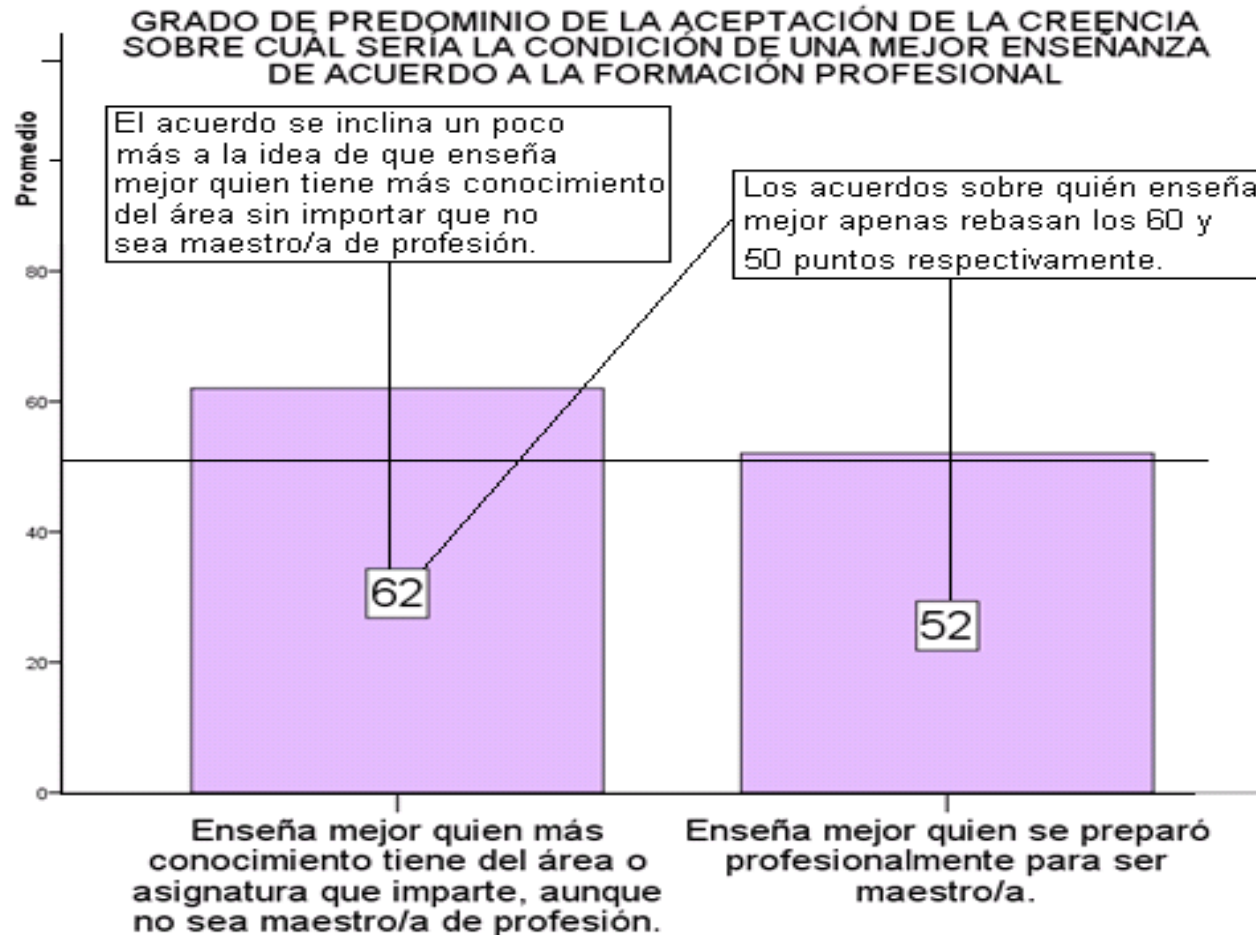 GRADO DE PREDOMINIO DE LA ACEPTACIÓN DE LA CREENCIA
SOBRE CUÁL SERÍA LA CONDICIÓN DE UNA MEJOR ENSEÑANZA
DE ACUERDO A LA FORMACIÓN PROFESIONAL
Promedio
El acuerdo se inclina un poco
más a la idea de que enseña
mejor quien tiene más conocimiento
del área sin importar que no
sea maestro/a de profesión.
Los acuerdos sobre quién enseña
mejor apenas rebasan los 60 y
50 puntos respectivamente.
80
60
40
20
0
62
52
Enseña mejor quien más
conocimiento tiene del área o
asignatura que imparte, aunque
no sea maestro/a de profesión.
Enseña mejor quien se preparó
profesionalmente para ser
maestro/a.